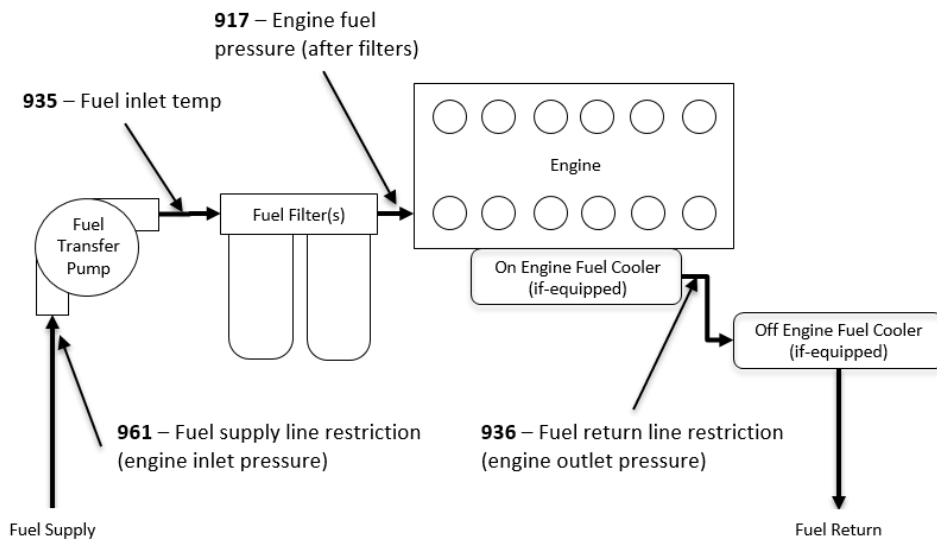 917 – Engine fuel
pressure (after filters)
935 – Fuel inlet temp
Engine
Fuel Filter(s)
Fuel
Transfer
Pump
On Engine Fuel Cooler
(if-equipped)
Off Engine Fuel Cooler
(if-equipped)
961 – Fuel supply line restriction
(engine inlet pressure)
936 – Fuel return line restriction
(engine outlet pressure)
Fuel Supply
Fuel Return